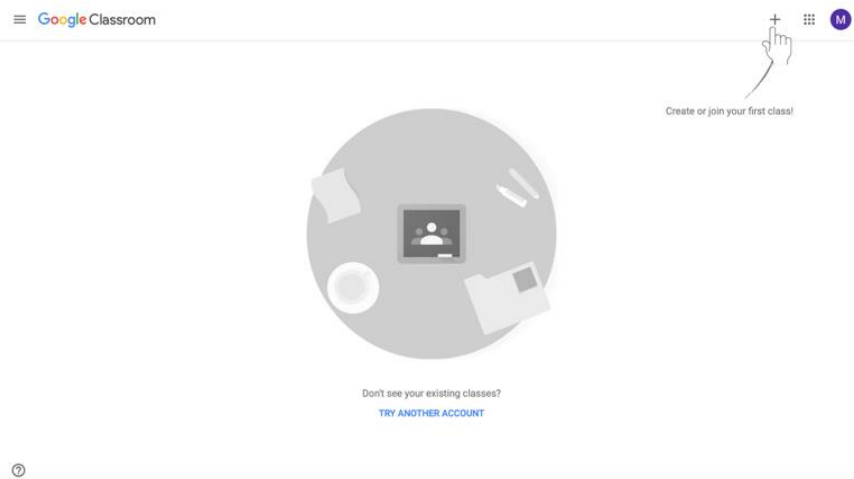 Google Classroom
M
Create or join your first class!
Don't see your existing classes?
TRY ANOTHER ACCOUNT